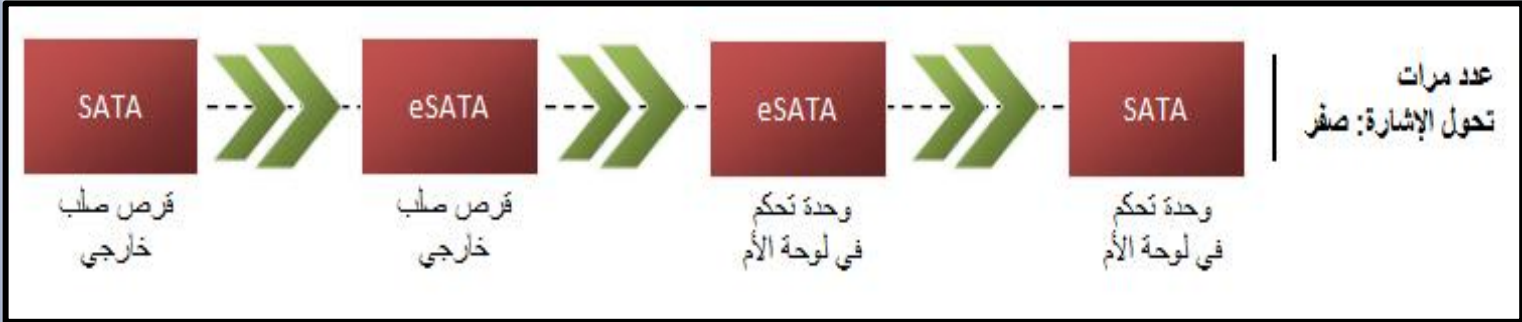 SATA
eSATA
eSATA
SATA
عدد مرات
تحول الإشارة: صفر
قرص صلب
خارجي
قرص صلب
خارجي
وحدة تحكم
في لوحة الأم
وحدة تحكم
في لوحة الأم